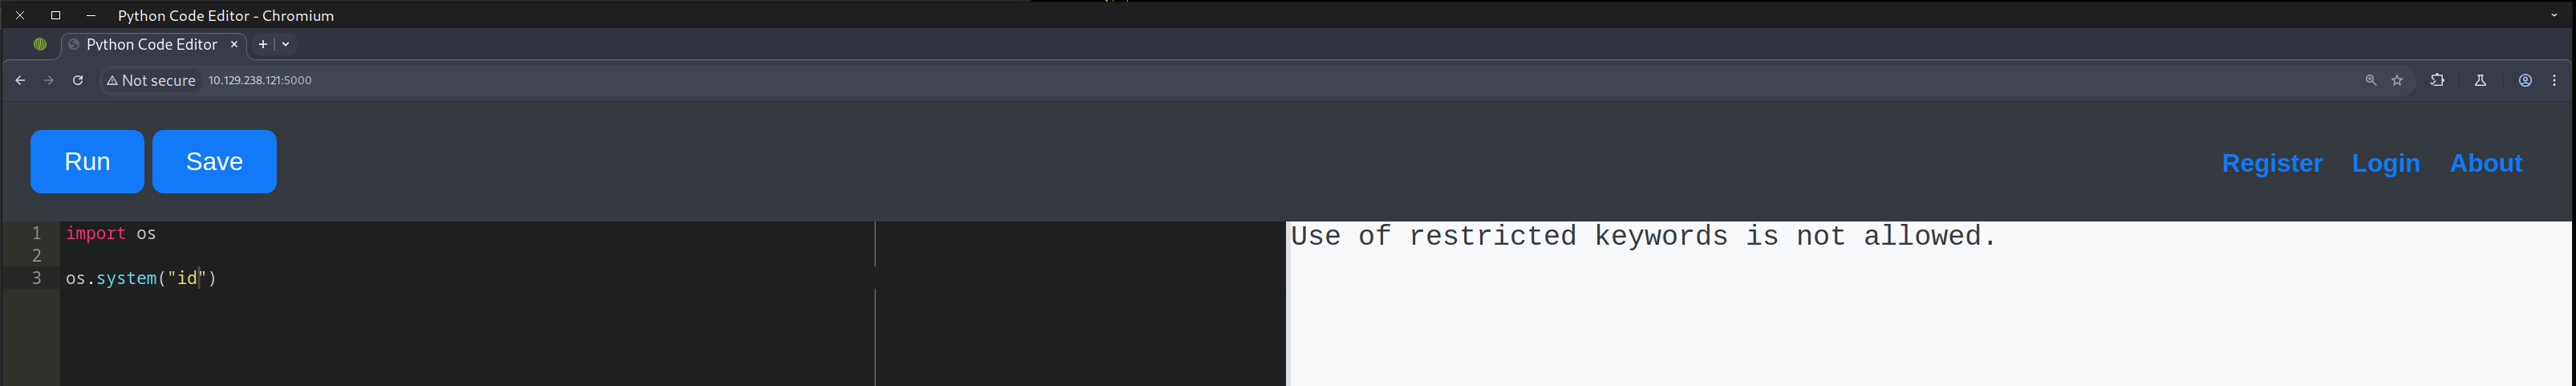 Python Code Editor - Chromium
Python Code Editor
Not secure 10.129.238.121:5000
Run Save Register Login About
1 import os
2
3 os.system("id")
Use of restricted keywords is not allowed.